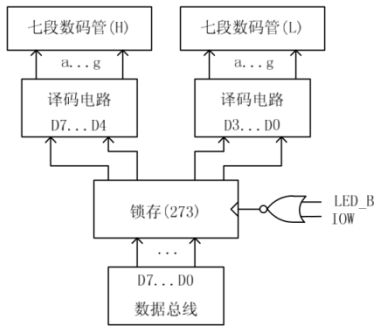 七段数码管(H)
七段数码管(L)
a...g
a...g
译码电路
D7...D4
译码电路
D3...D0
锁存(273)
LED_B
IOW
...
D7...D0
数据总线